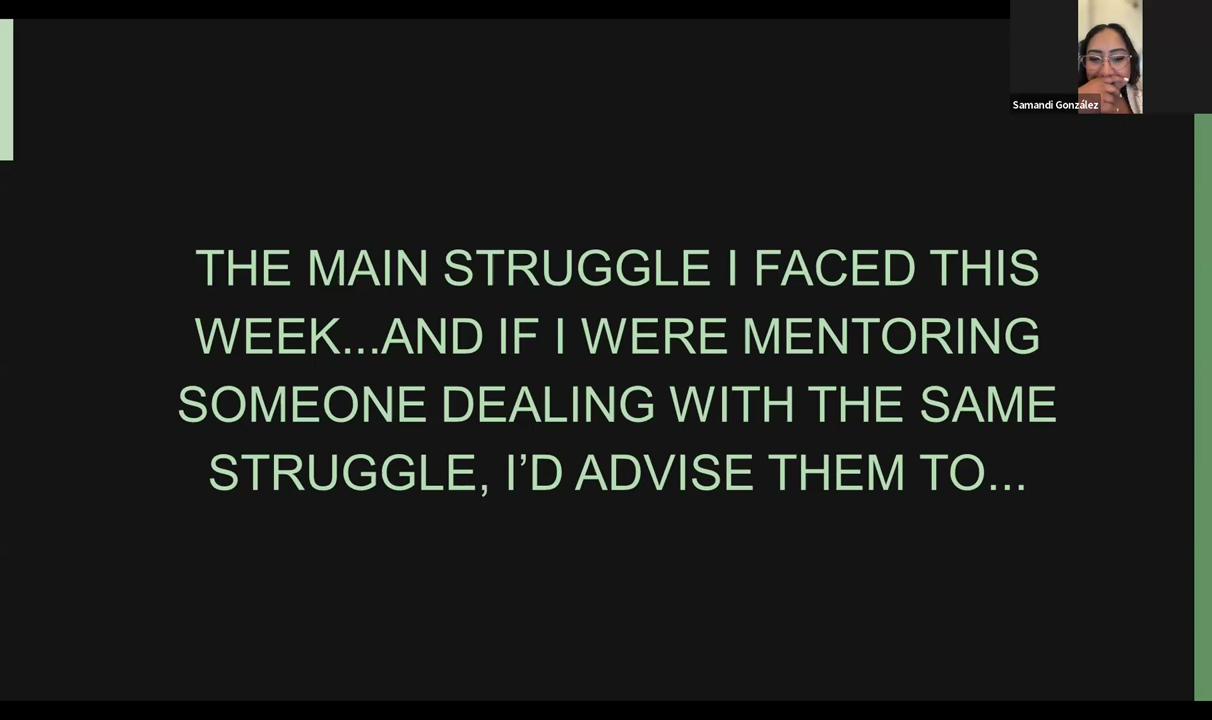 Samandi González
THE MAIN STRUGGLE I FACED THIS
WEEK...AND IF I WERE MENTORING
SOMEONE DEALING WITH THE SAME
STRUGGLE, I’D ADVISE THEM TO...